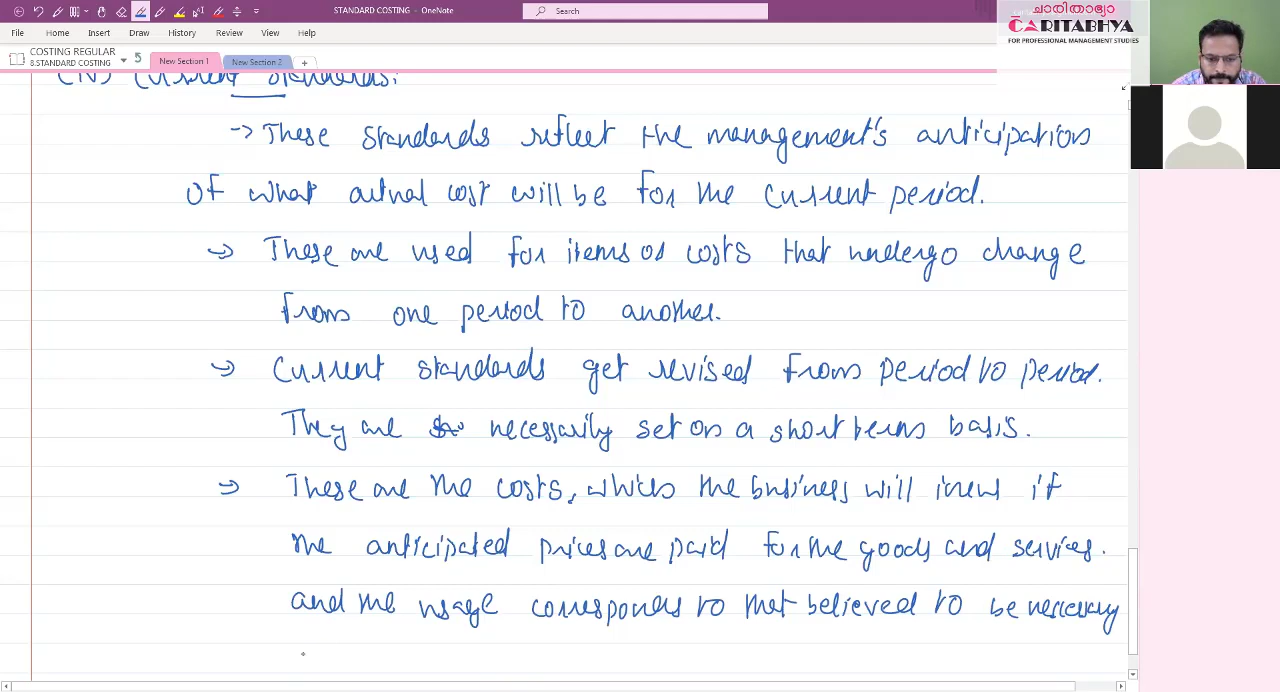 STANDARD COSTING - OneNote
Search
ചാരിതാഭ്യാ
CARITABHYA
FOR PROFESSIONAL MANAGEMENT STUDIES
File Home Insert Draw History Review View Help
COSTING REGULAR
8.STANDARD COSTING
5
New Section 1
New Section 2
+
(iv) Current Standards:
→ These standards reflect the management's anticipation
of what actual cost will be for the current period.
→ These are used for items of costs that undergo change
from one period to another.
→ Current standards get revised from period to period.
They are necessarily set on a short term basis.
→ These are the costs, which the business will incur if
the anticipated prices are paid for the goods and services.
and the usage corresponds to that believed to be necessary